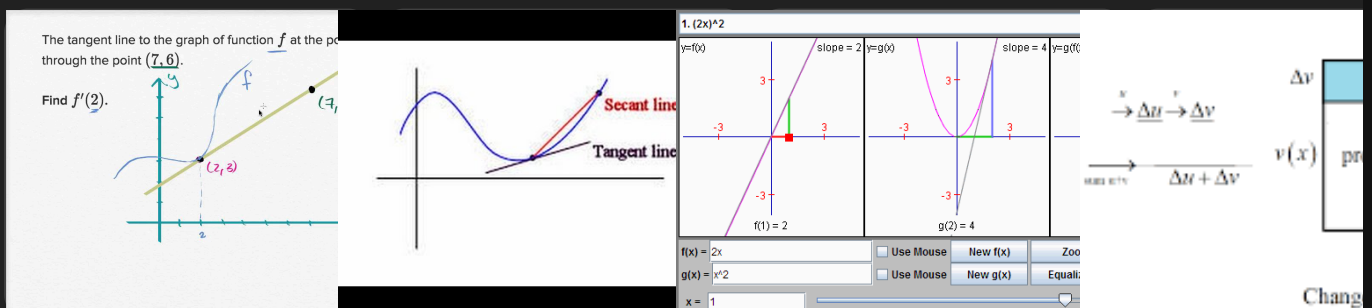 The tangent line to the graph of function f at the
through the point (7,6).
Find f'(2).
y
f
(7,
(2,3)
2
Secant line
Tangent line
1. (2x)^2
y=f(x)
slope = 2
y=g(x)
slope = 4
y=g(f(
3
3
-3
3
-3
3
-3
-3
f(1) = 2
g(2) = 4
f(x) = 2x
Use Mouse
New f(x)
Zoo
g(x) = x^2
Use Mouse
New g(x)
Equali
x = 1
→ Δu → Δv
Δu + Δv
Δv
v(x)
Chang